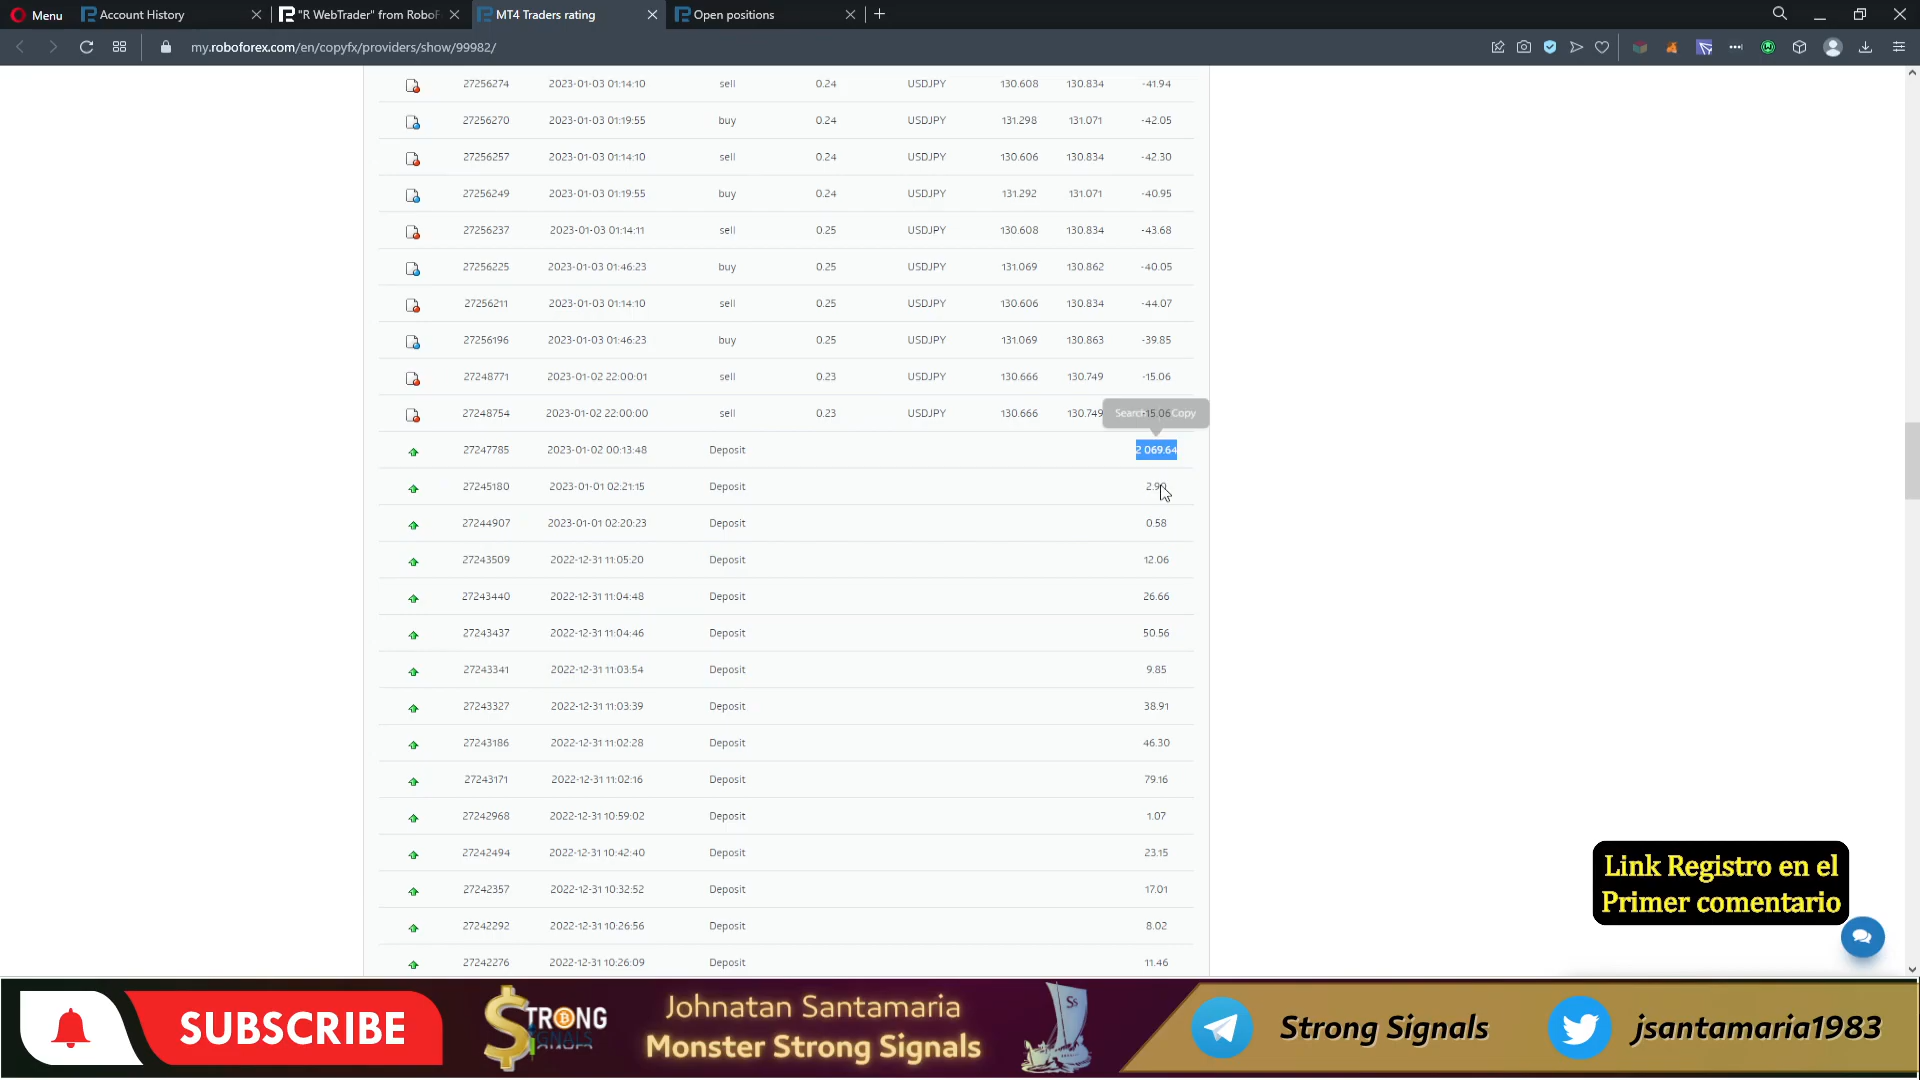 Menu
Account History
"R WebTrader" from RoboF
MT4 Traders rating
Open positions
my.roboforex.com/en/copyfx/providers/show/99982/
27256274 2023-01-03 01:14:10 sell 0.24 USDJPY 130.608 130.834 -41.94
27256270 2023-01-03 01:19:55 buy 0.24 USDJPY 131.298 131.071 -42.05
27256257 2023-01-03 01:14:10 sell 0.24 USDJPY 130.606 130.834 -42.30
27256249 2023-01-03 01:19:55 buy 0.24 USDJPY 131.292 131.071 -40.95
27256237 2023-01-03 01:14:11 sell 0.25 USDJPY 130.608 130.834 -43.68
27256225 2023-01-03 01:46:23 buy 0.25 USDJPY 131.069 130.862 -40.05
27256211 2023-01-03 01:14:10 sell 0.25 USDJPY 130.606 130.834 -44.07
27256196 2023-01-03 01:46:23 buy 0.25 USDJPY 131.069 130.863 -39.85
27248771 2023-01-02 22:00:01 sell 0.23 USDJPY 130.666 130.749 -15.06
27248754 2023-01-02 22:00:00 sell 0.23 USDJPY 130.666 130.749
Search Copy
27247785 2023-01-02 00:13:48 Deposit 2 069.64
27245180 2023-01-01 02:21:15 Deposit
27244907 2023-01-01 02:20:23 Deposit 0.58
27243509 2022-12-31 11:05:20 Deposit 12.06
27243440 2022-12-31 11:04:48 Deposit 26.66
27243437 2022-12-31 11:04:46 Deposit 50.56
27243341 2022-12-31 11:03:54 Deposit 9.85
27243327 2022-12-31 11:03:39 Deposit 38.91
27243186 2022-12-31 11:02:28 Deposit 46.30
27243171 2022-12-31 11:02:16 Deposit 79.16
27242968 2022-12-31 10:59:02 Deposit 1.07
27242494 2022-12-31 10:42:40 Deposit 23.15
27242357 2022-12-31 10:32:52 Deposit 17.01
27242292 2022-12-31 10:26:56 Deposit 8.02
27242276 2022-12-31 10:26:09 Deposit 11.46
Link Registro en el
Primer comentario
SUBSCRIBE
STRONG
SIGNALS
Johnatan Santamaria
Monster Strong Signals
Ss
Strong Signals
jsantamaria1983